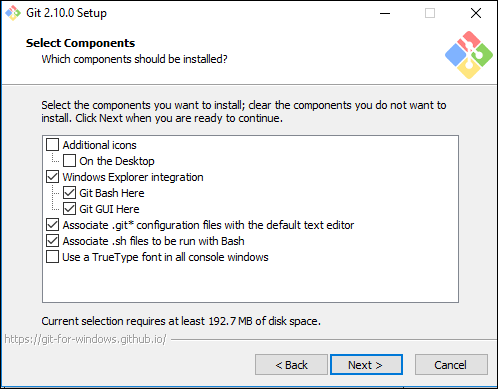 Git 2.10.0 Setup
Select Components
Which components should be installed?
Select the components you want to install; clear the components you do not want to
install. Click Next when you are ready to continue.
Additional icons
On the Desktop
Windows Explorer integration
Git Bash Here
Git GUI Here
Associate .git* configuration files with the default text editor
Associate .sh files to be run with Bash
Use a TrueType font in all console windows
Current selection requires at least 192.7 MB of disk space.
https://git-for-windows.github.io/
< Back
Next >
Cancel